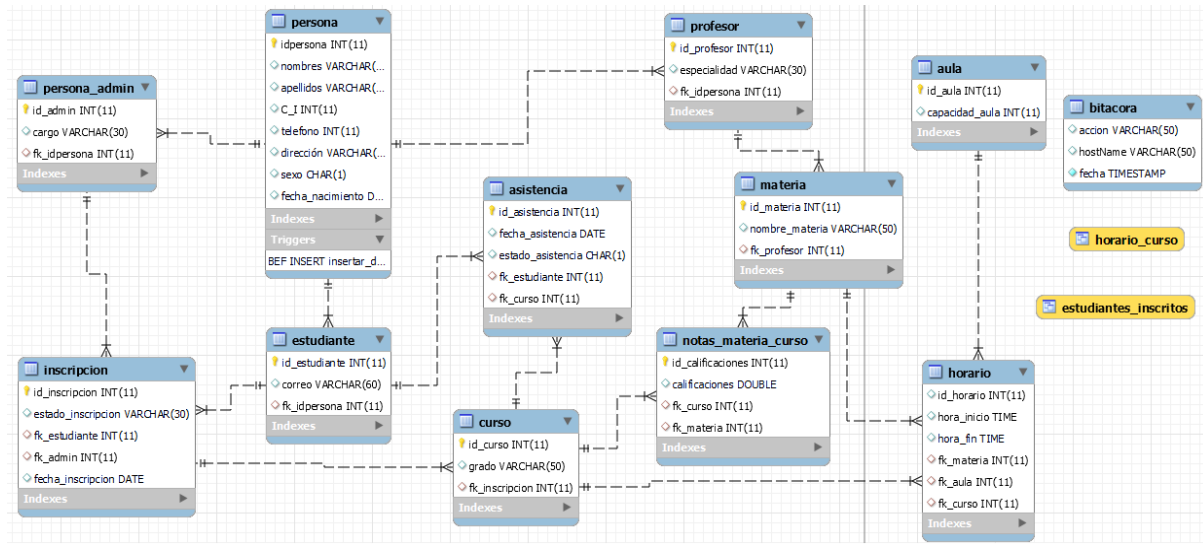 persona
idpersona INT(11)
nombres VARCHAR(...
apellidos VARCHAR(...
C_I INT(11)
telefono INT(11)
dirección VARCHAR(...
sexo CHAR(1)
fecha_nacimiento D...
Indexes
Triggers
BEF INSERT insertar_d...
profesor
id_profesor INT(11)
especialidad VARCHAR(30)
fk_idpersona INT(11)
Indexes
persona_admin
id_admin INT(11)
cargo VARCHAR(30)
fk_idpersona INT(11)
Indexes
aula
id_aula INT(11)
capacidad_aula INT(11)
Indexes
bitacora
accion VARCHAR(50)
hostName VARCHAR(50)
fecha TIMESTAMP
asistencia
id_asistencia INT(11)
fecha_asistencia DATE
estado_asistencia CHAR(1)
fk_estudiante INT(11)
fk_curso INT(11)
Indexes
materia
id_materia INT(11)
nombre_materia VARCHAR(50)
fk_profesor INT(11)
Indexes
horario_curso
estudiantes_inscritos
inscripcion
id_inscripcion INT(11)
estado_inscripcion VARCHAR(30)
fk_estudiante INT(11)
fk_admin INT(11)
fecha_inscripcion DATE
Indexes
estudiante
id_estudiante INT(11)
correo VARCHAR(60)
fk_idpersona INT(11)
Indexes
curso
id_curso INT(11)
grado VARCHAR(50)
fk_inscripcion INT(11)
Indexes
notas_materia_curso
id_calificaciones INT(11)
calificaciones DOUBLE
fk_curso INT(11)
fk_materia INT(11)
Indexes
horario
id_horario INT(11)
hora_inicio TIME
hora_fin TIME
fk_materia INT(11)
fk_aula INT(11)
fk_curso INT(11)
Indexes